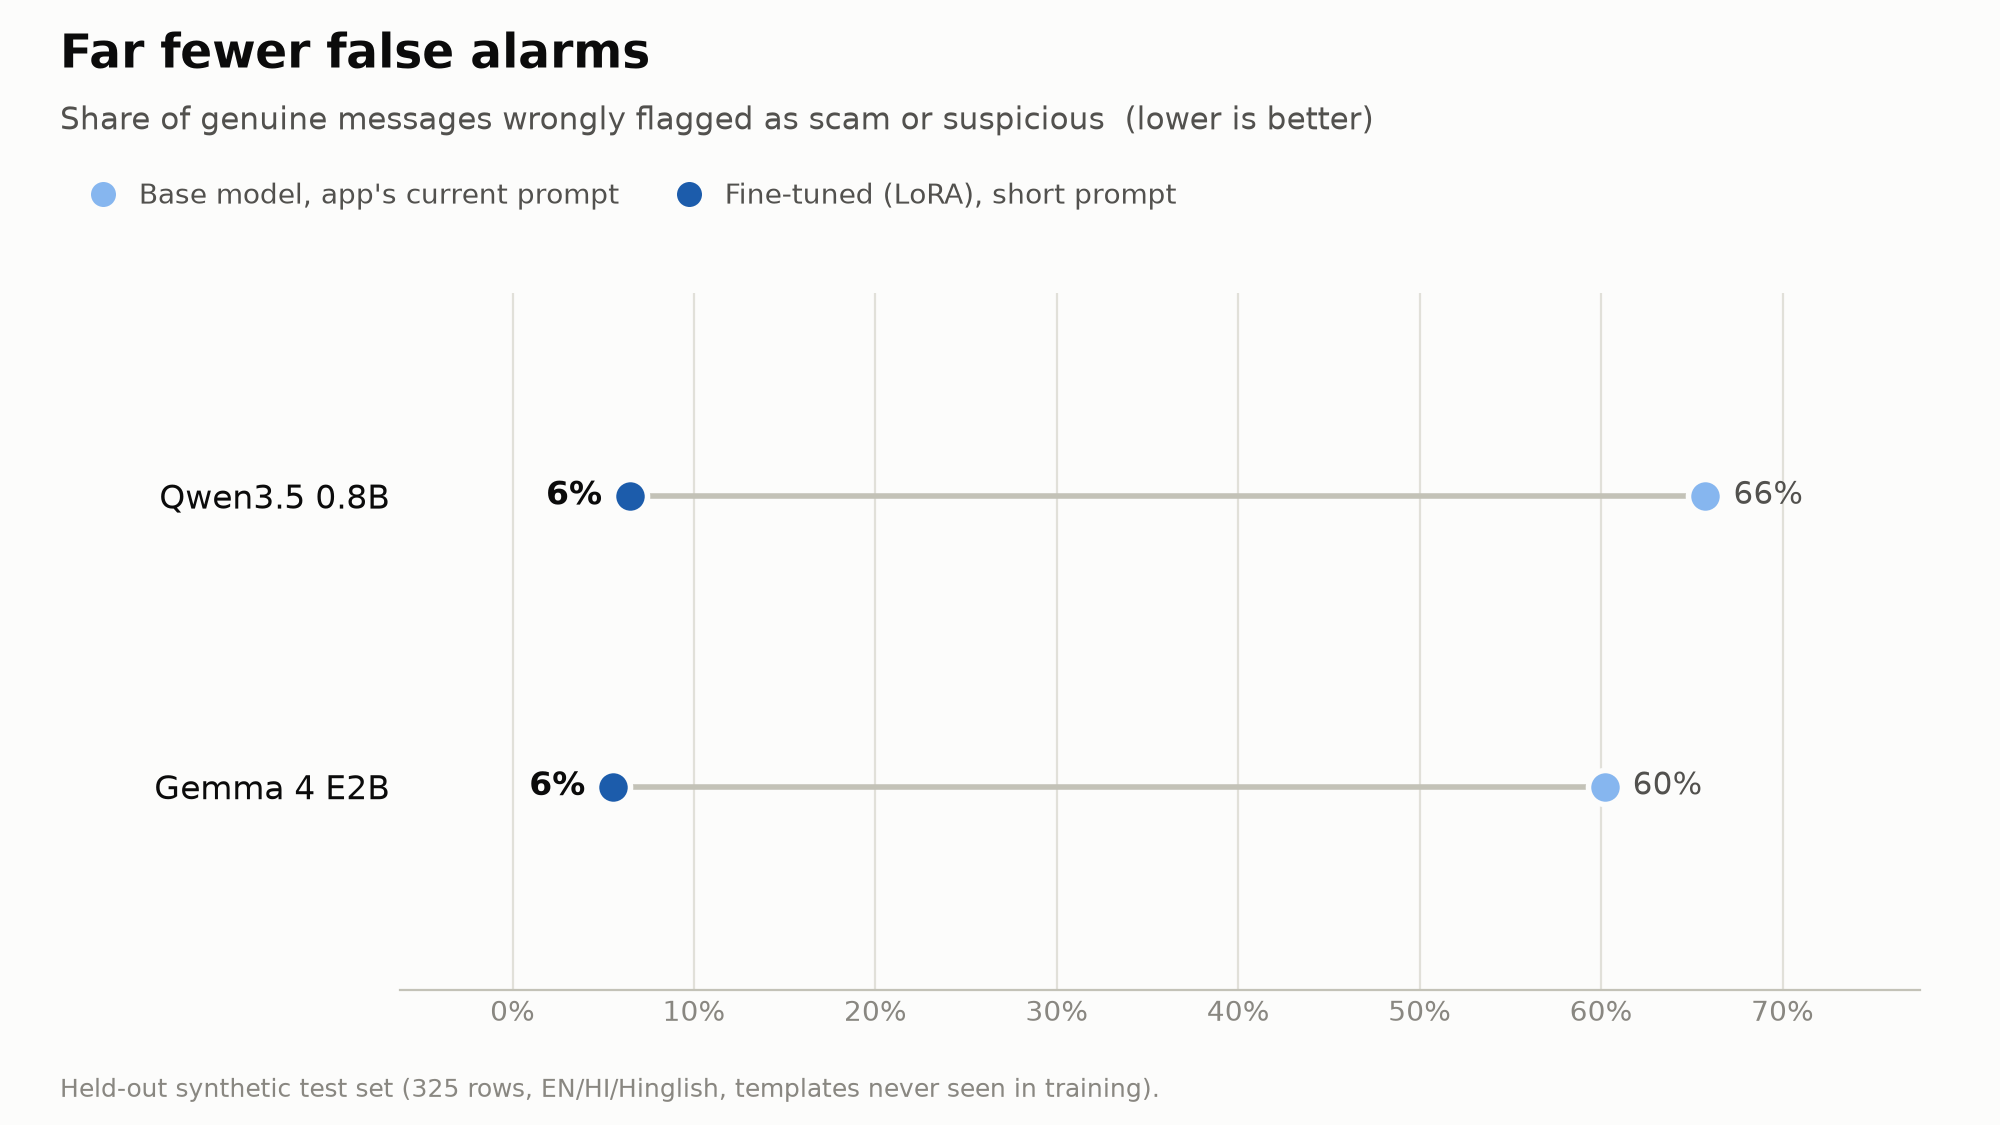 Far fewer false alarms
Share of genuine messages wrongly flagged as scam or suspicious  (lower is better)
Base model, app's current prompt
Fine-tuned (LoRA), short prompt
Qwen3.5 0.8B
6%
66%
Gemma 4 E2B
6%
60%
0% 10% 20% 30% 40% 50% 60% 70%
Held-out synthetic test set (325 rows, EN/HI/Hinglish, templates never seen in training).